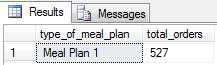 Results Messages
type_of_meal_plan total_orders
1 Meal Plan 1 527